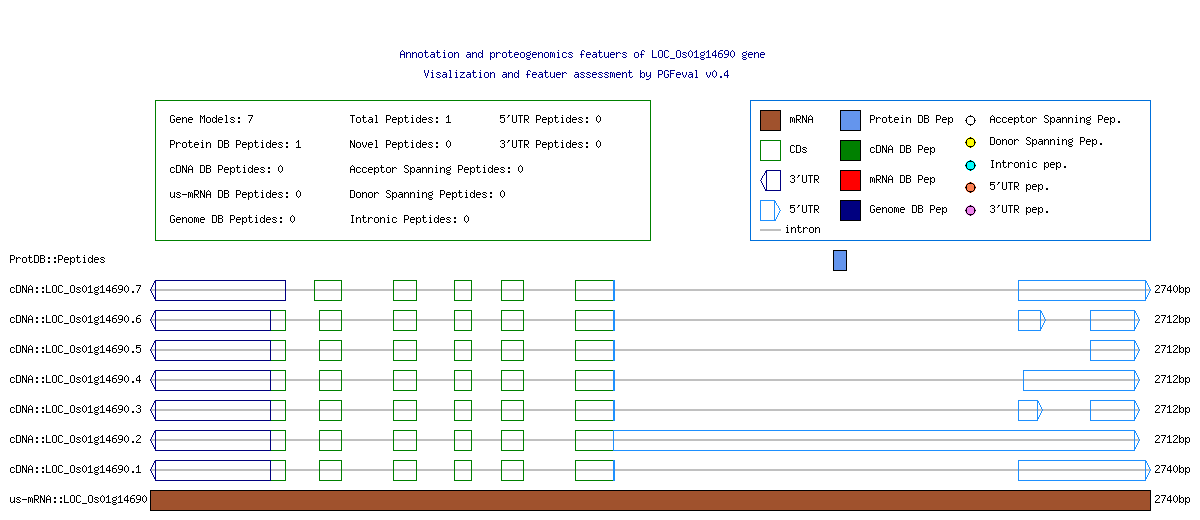 Annotation and proteogenomics featuers of LOC_Os01g14690 gene
Visalization and featuer assessment by PGFeval v0.4
Gene Models: 7 Total Peptides: 1 5'UTR Peptides: 0
Protein DB Peptides: 1 Novel Peptides: 0 3'UTR Peptides: 0
cDNA DB Peptides: 0 Acceptor Spanning Peptides: 0
us-mRNA DB Peptides: 0 Donor Spanning Peptides: 0
Genome DB Peptides: 0 Intronic Peptides: 0
mRNA Protein DB Pep Acceptor Spanning Pep.
CDs cDNA DB Pep Donor Spanning Pep.
3'UTR mRNA DB Pep Intronic pep.
5'UTR Genome DB Pep 5'UTR pep.
intron 3'UTR pep.
ProtDB::Peptides
cDNA::LOC_Os01g14690.7 2740bp
cDNA::LOC_Os01g14690.6 2712bp
cDNA::LOC_Os01g14690.5 2712bp
cDNA::LOC_Os01g14690.4 2712bp
cDNA::LOC_Os01g14690.3 2712bp
cDNA::LOC_Os01g14690.2 2712bp
cDNA::LOC_Os01g14690.1 2740bp
us-mRNA::LOC_Os01g14690 2740bp